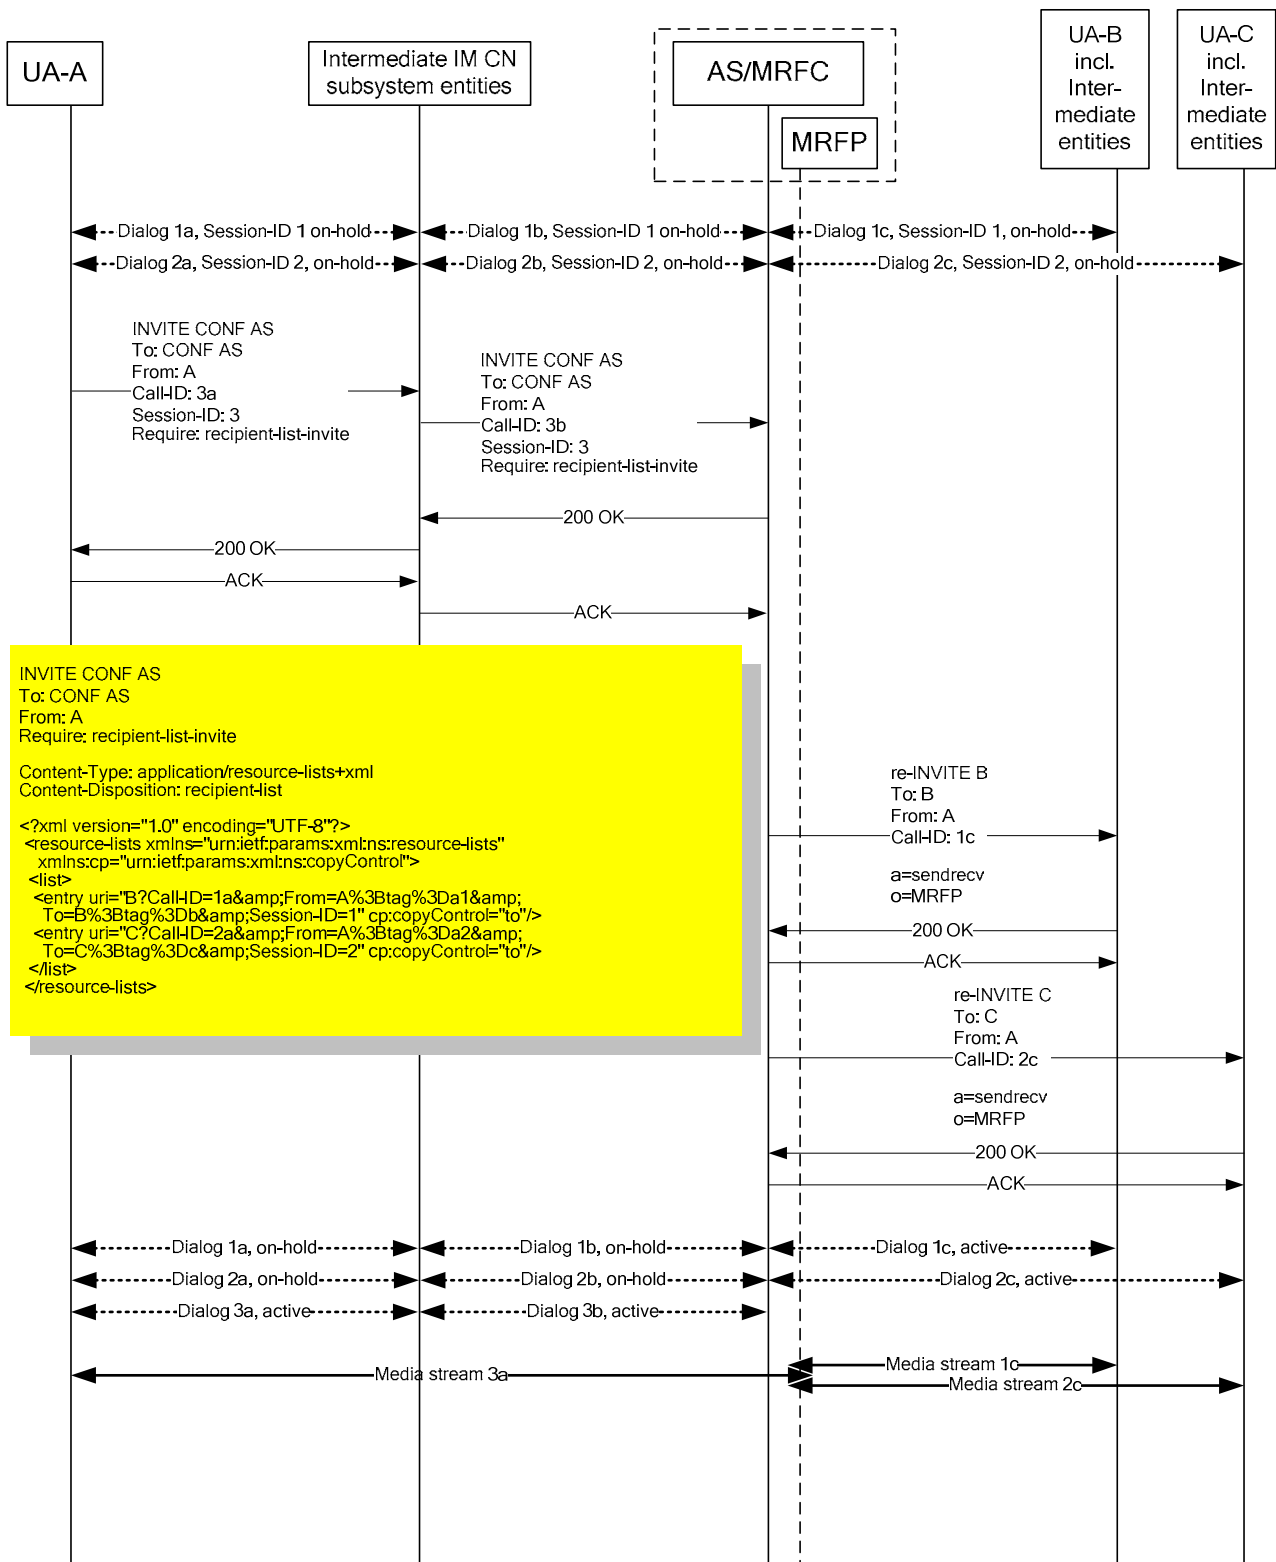 UA-A
Intermediate IM CN
subsystem entities
AS/MRFC
MRFP
UA-B
incl.
Inter-
mediate
entities
UA-C
incl.
Inter-
mediate
entities
Dialog 1a, Session-ID 1 on-hold
Dialog 1b, Session-ID 1 on-hold
Dialog 1c, Session-ID 1, on-hold
Dialog 2a, Session-ID 2, on-hold
Dialog 2b, Session-ID 2, on-hold
Dialog 2c, Session-ID 2, on-hold
INVITE CONF AS
To: CONF AS
From: A
Call-ID: 3a
Session-ID: 3
Require: recipient-list-invite
INVITE CONF AS
To: CONF AS
From: A
Call-ID: 3b
Session-ID: 3
Require: recipient-list-invite
200 OK
200 OK
ACK
ACK
INVITE CONF AS
To: CONF AS
From: A
Require: recipient-list-invite
Content-Type: application/resource-lists+xml
Content-Disposition: recipient-list
<?xml version="1.0" encoding="UTF-8"?>
<resource-lists xmlns="urn:ietf:params:xml:ns:resource-lists"
xmlns:cp="urn:ietf:params:xml:ns:copyControl">
<list>
<entry uri="B?Call-ID=1a&amp;From=A%3Btag%3Da1&amp;
To=B%3Btag%3Db&amp;Session-ID=1" cp:copyControl="to"/>
<entry uri="C?Call-ID=2a&amp;From=A%3Btag%3Da2&amp;
To=C%3Btag%3Dc&amp;Session-ID=2" cp:copyControl="to"/>
</list>
</resource-lists>
re-INVITE B
To: B
From: A
Call-ID: 1c
a=sendrecv
o=MRFP
200 OK
ACK
re-INVITE C
To: C
From: A
Call-ID: 2c
a=sendrecv
o=MRFP
200 OK
ACK
Dialog 1a, on-hold
Dialog 1b, on-hold
Dialog 1c, active
Dialog 2a, on-hold
Dialog 2b, on-hold
Dialog 2c, active
Dialog 3a, active
Dialog 3b, active
Media stream 1c
Media stream 3a
Media stream 2c